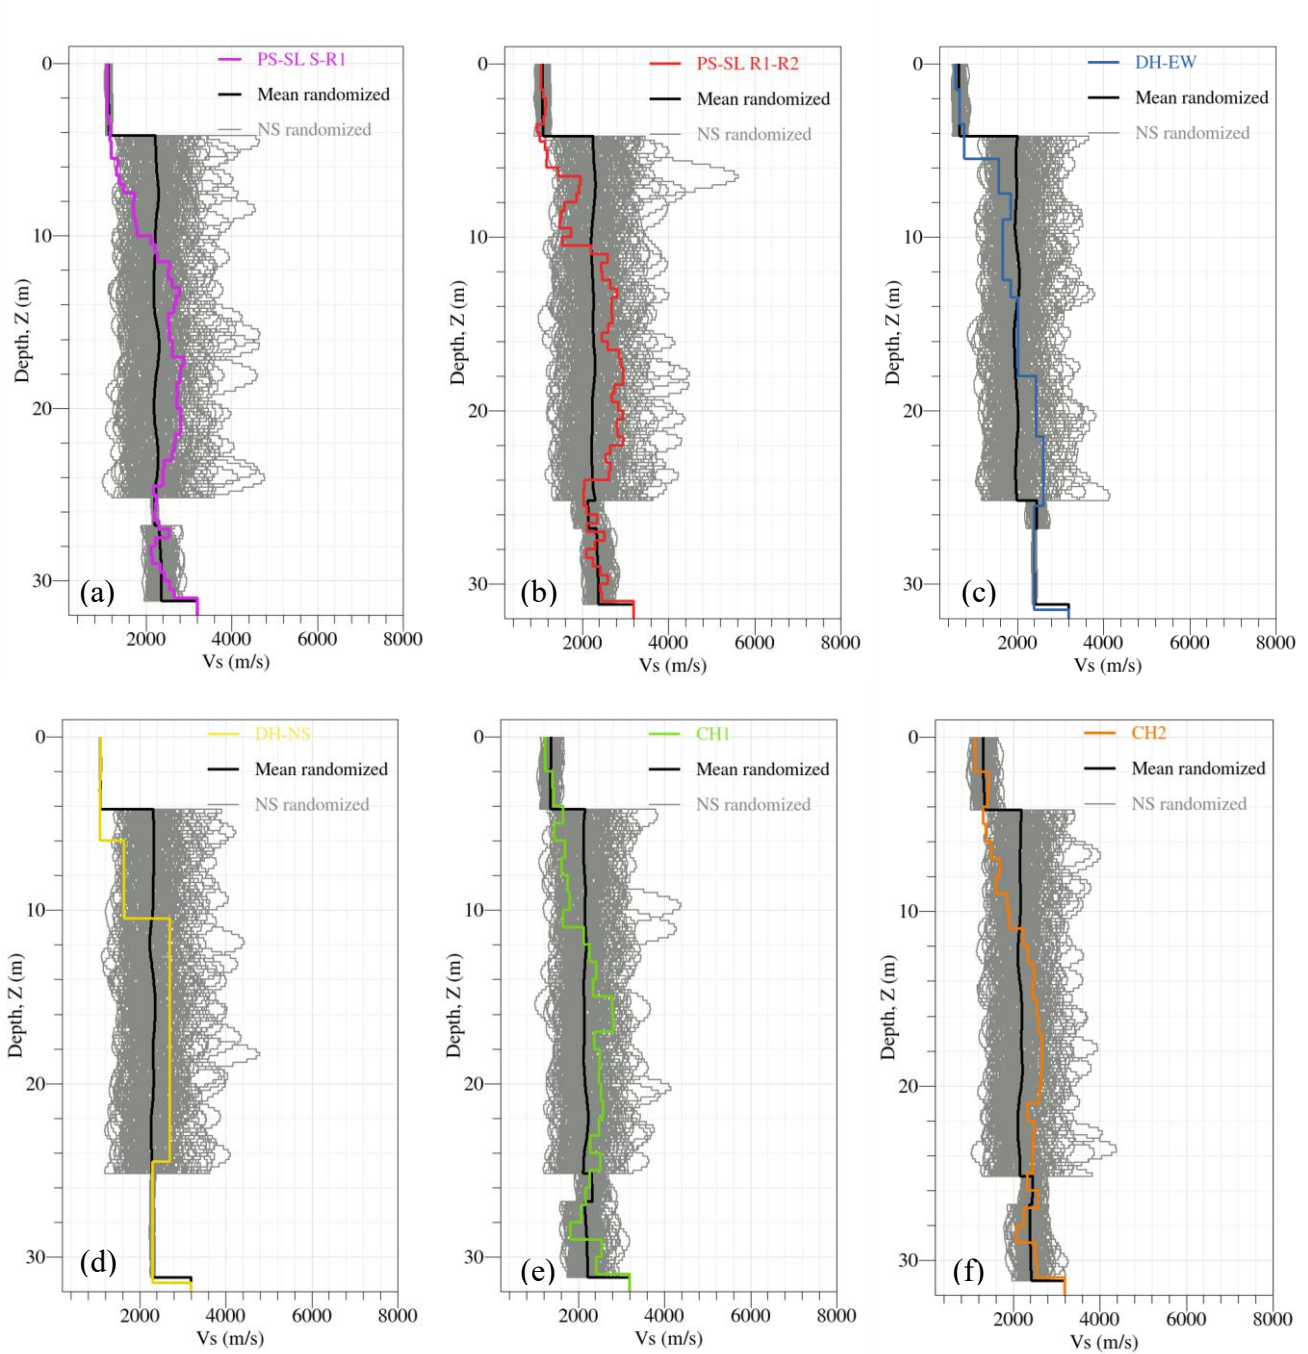 PS-SL S-R1
Mean randomized
NS randomized
0
10
20
30
Depth, Z (m)
(a)
2000 4000 6000 8000
Vs (m/s)
PS-SL R1-R2
Mean randomized
NS randomized
0
10
20
30
Depth, Z (m)
(b)
2000 4000 6000 8000
Vs (m/s)
DH-EW
Mean randomized
NS randomized
0
10
20
30
Depth, Z (m)
(c)
2000 4000 6000 8000
Vs (m/s)
DH-NS
Mean randomized
NS randomized
0
10
20
30
Depth, Z (m)
(d)
2000 4000 6000 8000
Vs (m/s)
CH1
Mean randomized
NS randomized
0
10
20
30
Depth, Z (m)
(e)
2000 4000 6000 8000
Vs (m/s)
CH2
Mean randomized
NS randomized
0
10
20
30
Depth, Z (m)
(f)
2000 4000 6000 8000
Vs (m/s)